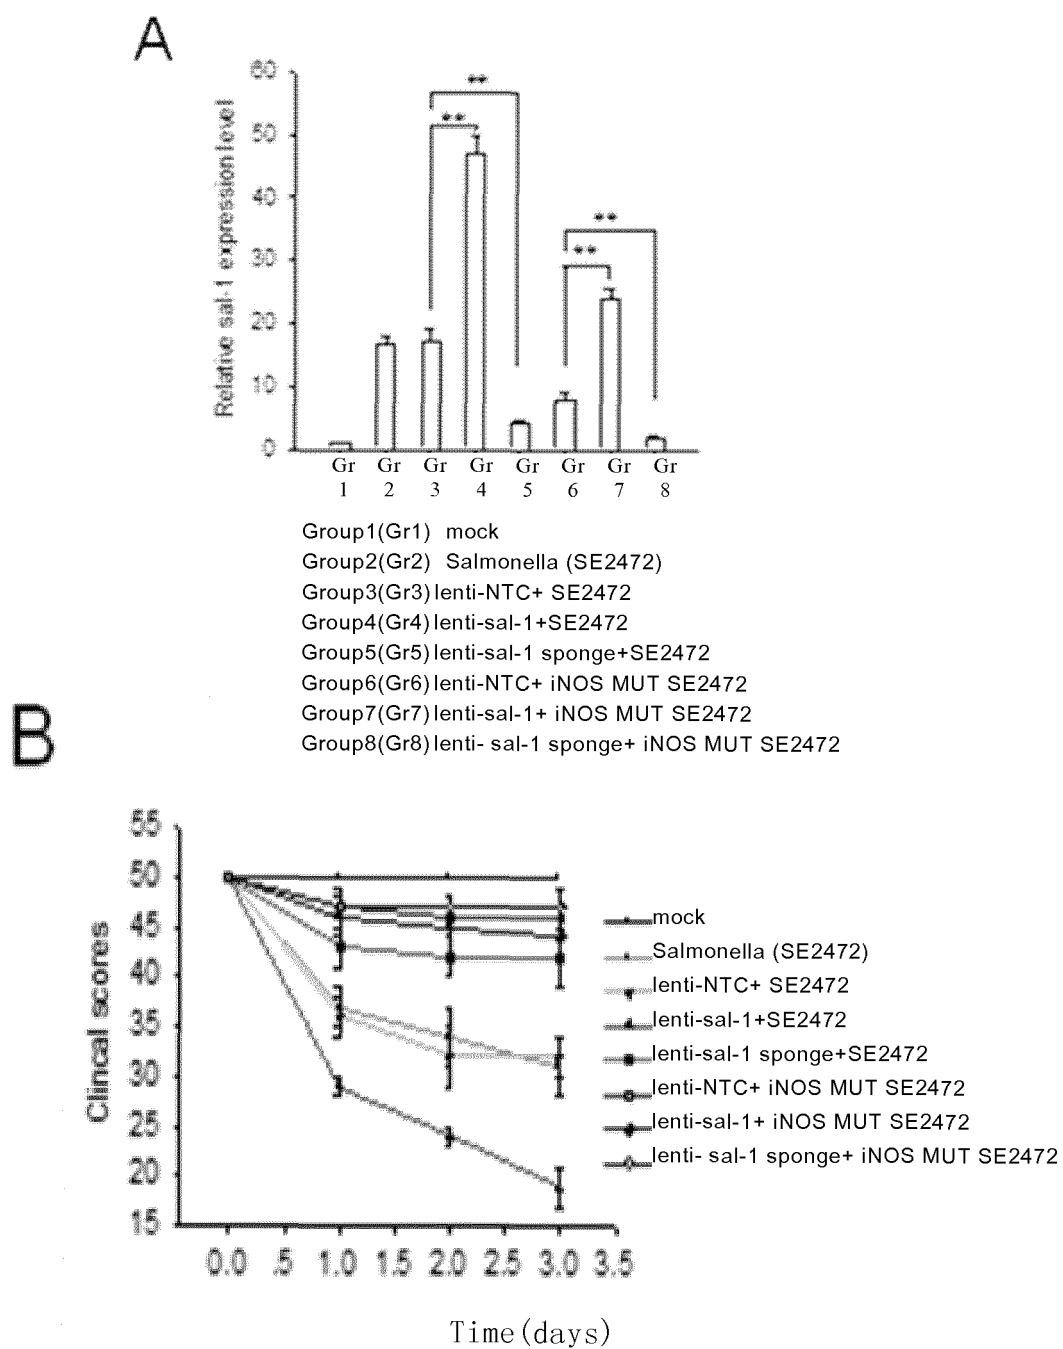 A
Relative sal-1 expression level
60
50
40
30
20
10
0
**
**
**
**
Gr Gr Gr Gr Gr Gr Gr Gr
1 2 3 4 5 6 7 8
Group1(Gr1) mock
Group2(Gr2) Salmonella (SE2472)
Group3(Gr3) lenti-NTC+ SE2472
Group4(Gr4) lenti-sal-1+SE2472
Group5(Gr5) lenti-sal-1 sponge+SE2472
Group6(Gr6) lenti-NTC+ iNOS MUT SE2472
Group7(Gr7) lenti-sal-1+ iNOS MUT SE2472
Group8(Gr8) lenti- sal-1 sponge+ iNOS MUT SE2472
B
Clincal scores
55
50
45
40
35
30
25
20
15
0.0 .5 1.0 1.5 2.0 2.5 3.0 3.5
Time(days)
mock
Salmonella (SE2472)
lenti-NTC+ SE2472
lenti-sal-1+SE2472
lenti-sal-1 sponge+SE2472
lenti-NTC+ iNOS MUT SE2472
lenti-sal-1+ iNOS MUT SE2472
lenti- sal-1 sponge+ iNOS MUT SE2472